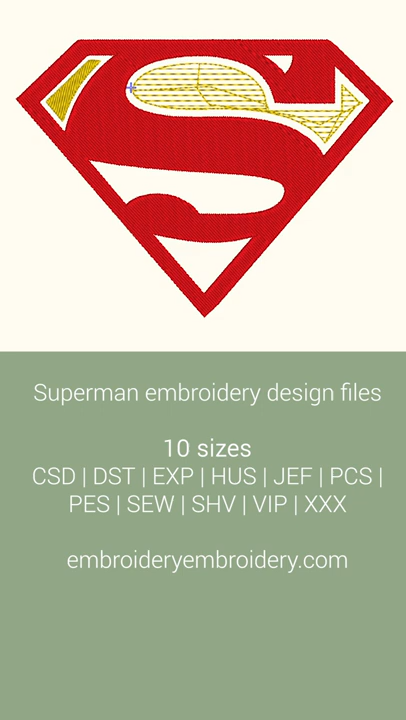 Superman embroidery design files
10 sizes
CSD | DST | EXP | HUS | JEF | PCS |
PES | SEW | SHV | VIP | XXX
embroideryembroidery.com